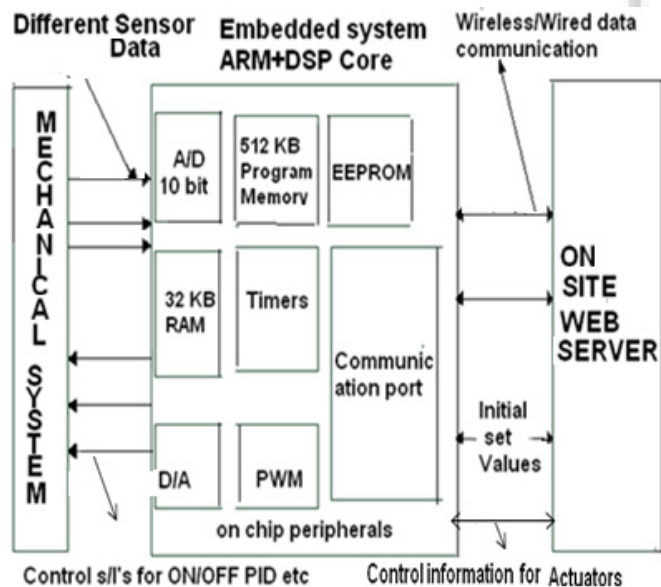 Different Sensor
Data
Embedded system
ARM+DSP Core
Wireless/Wired data
communication
MECHANICAL SYSTEM
A/D
10 bit
512 KB
Program
Memory
EEPROM
32 KB
RAM
Timers
Communic
ation port
D/A
PWM
on chip peripherals
ON
SITE
WEB
SERVER
Initial
set
Values
Control s/l's for ON/OFF PID etc
Control information for Actuators